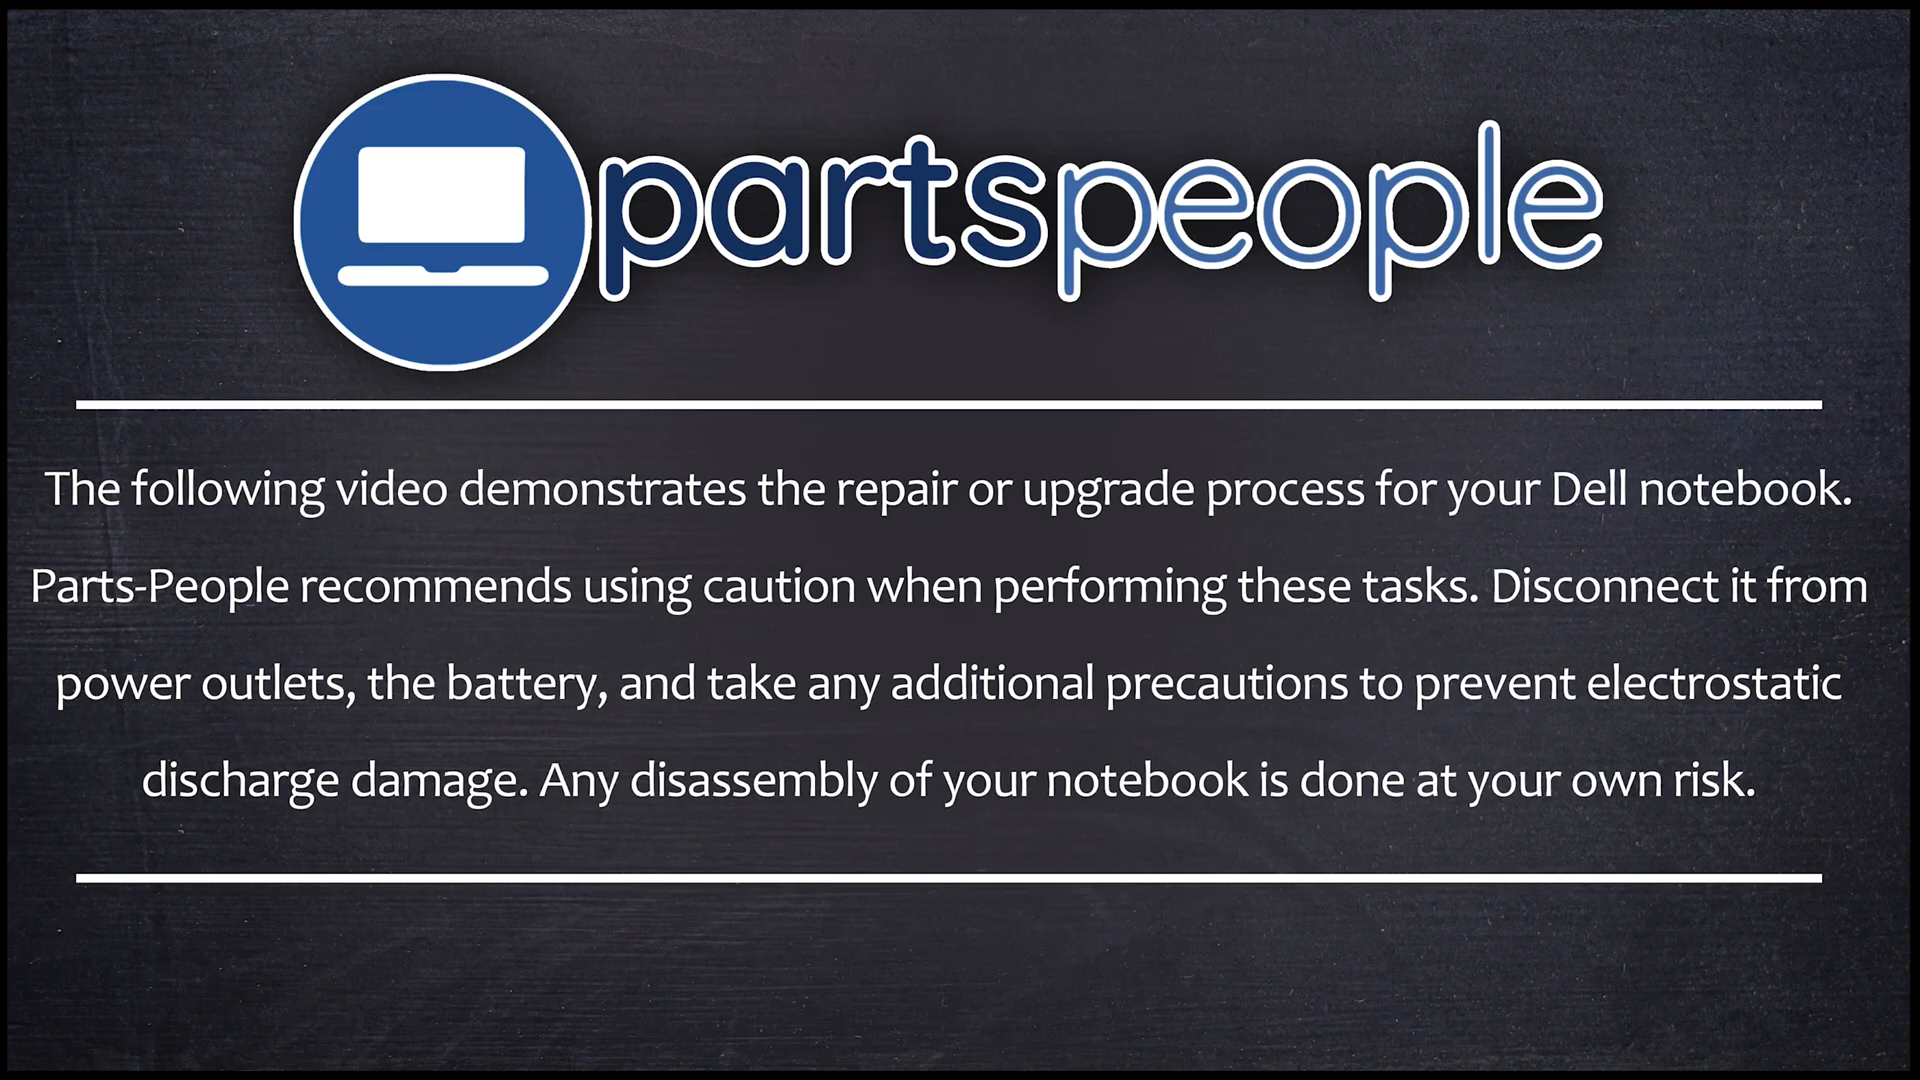 partspeople
The following video demonstrates the repair or upgrade process for your Dell notebook.
Parts-People recommends using caution when performing these tasks. Disconnect it from
power outlets, the battery, and take any additional precautions to prevent electrostatic
discharge damage. Any disassembly of your notebook is done at your own risk.